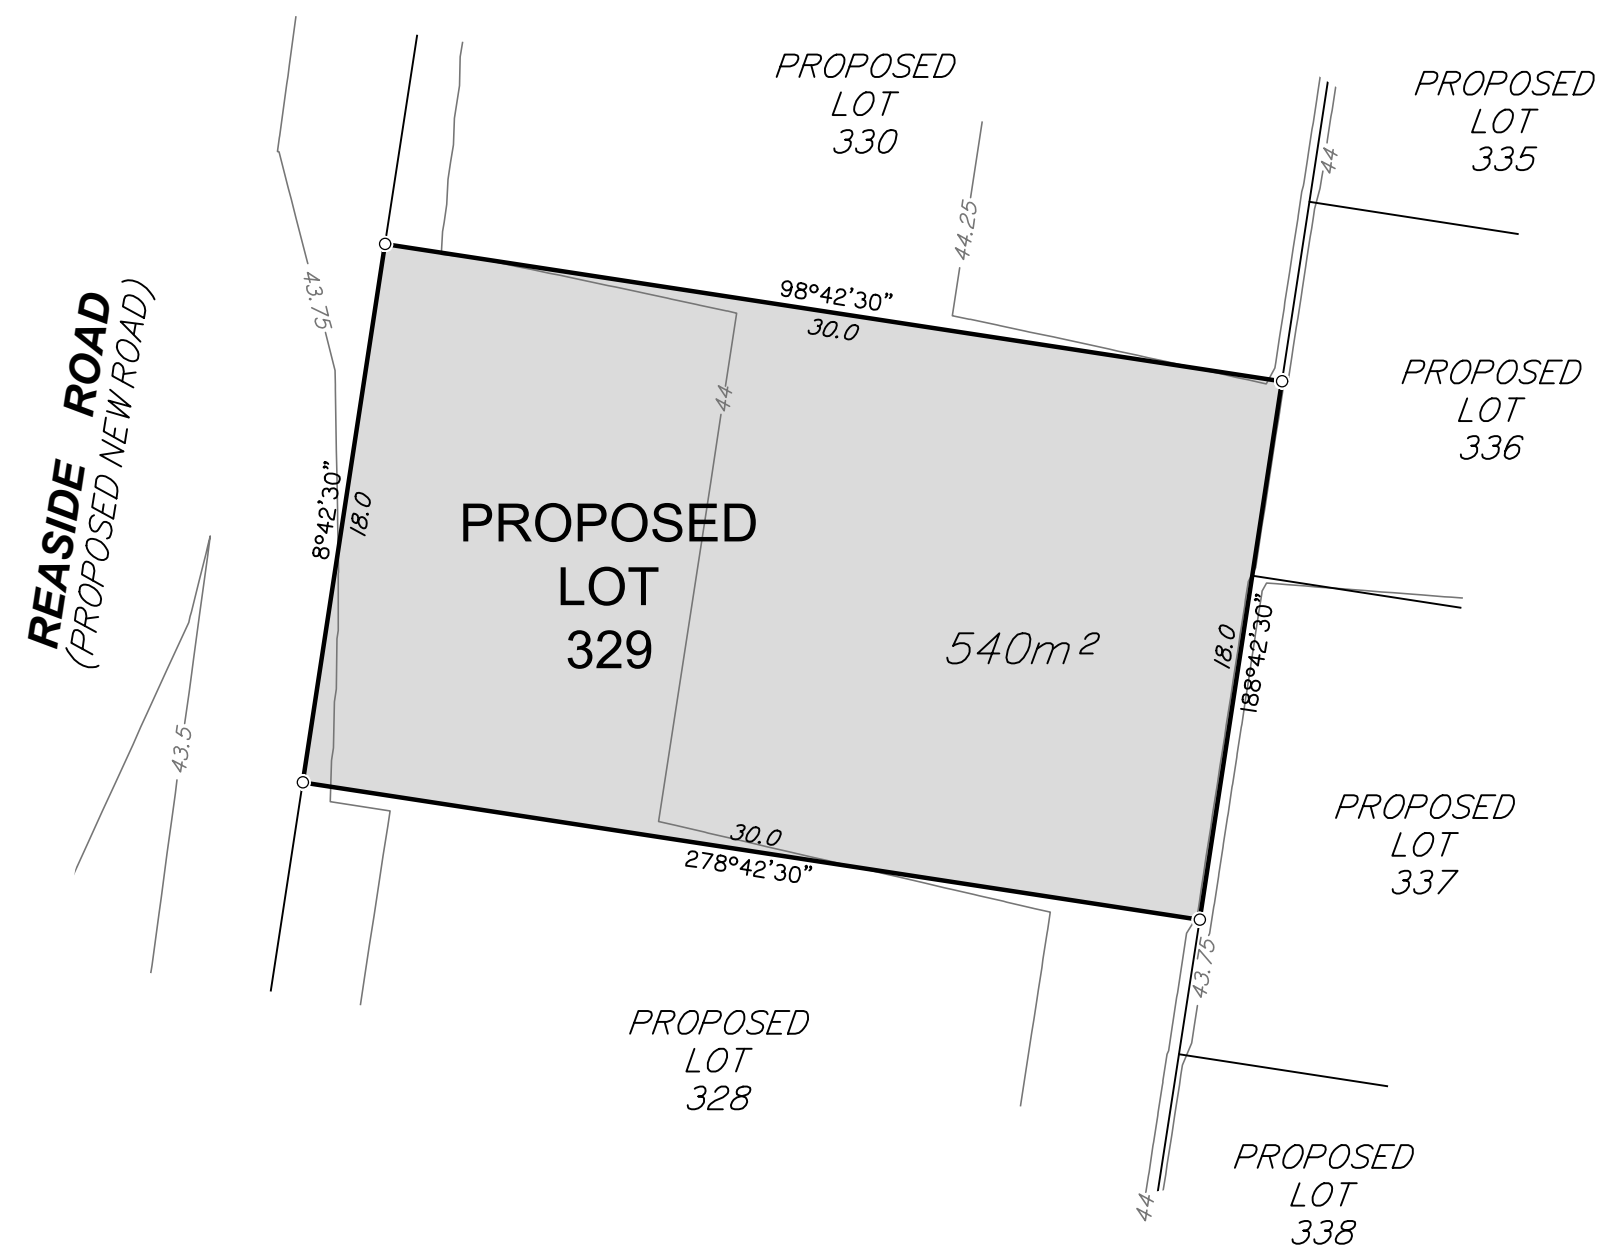 PROPOSED
LOT
330
PROPOSED
LOT
335
44
44.25
43.75
98°42'30"
30.0
REASIDE ROAD
(PROPOSED NEW ROAD)
44
PROPOSED
LOT
336
8°42'30"
18.0
PROPOSED
LOT
329
540m²
18.0
188°42'30"
43.5
30.0
278°42'30"
PROPOSED
LOT
337
43.75
PROPOSED
LOT
328
44
PROPOSED
LOT
338